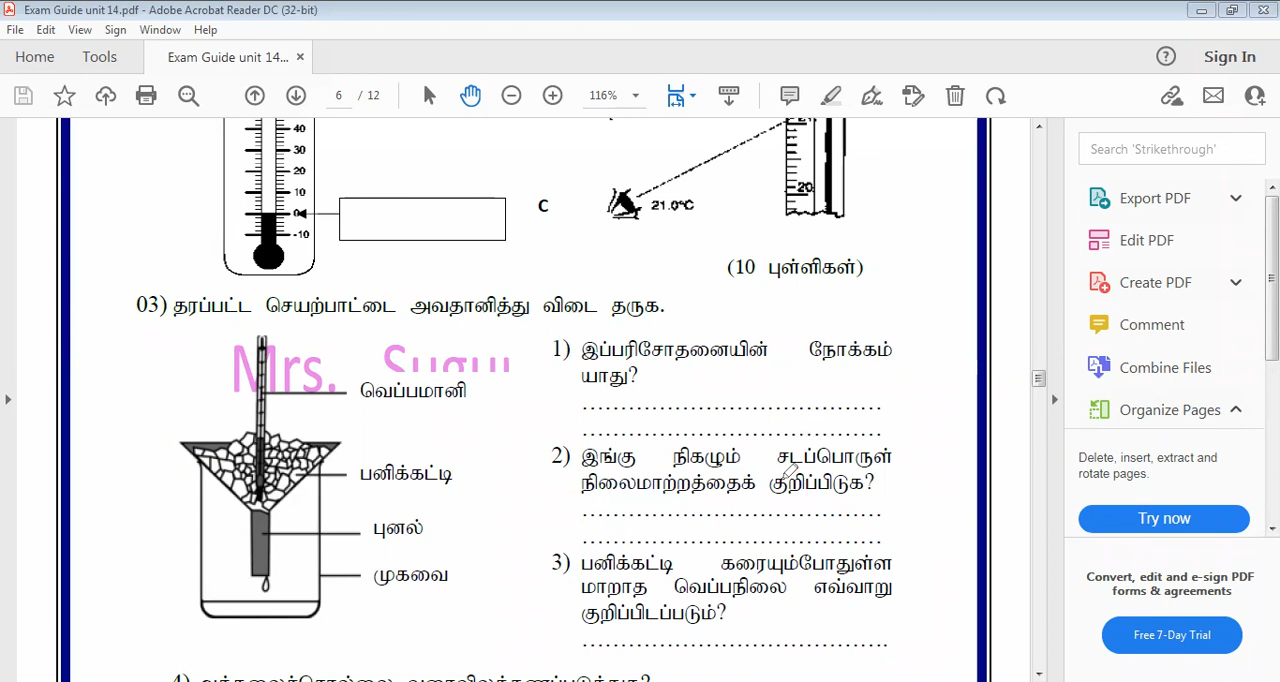 Exam Guide unit 14.pdf - Adobe Acrobat Reader DC (32-bit)
File Edit View Sign Window Help
Home Tools Exam Guide unit 14... × Sign In
6 / 12 116%
40
30
20
10
0
-10
C
21.0°C
20
(10 புள்ளிகள்)
03) தரப்பட்ட செயற்பாட்டை அவதானித்து விடை தருக.
Mrs.
வெப்பமானி
பனிக்கட்டி
புனல்
முகவை
1) இப்பரிசோதனையின் நோக்கம்
யாது?
......................................
......................................
2) இங்கு நிகழும் சடப்பொருள்
நிலைமாற்றத்தைக் குறிப்பிடுக?
......................................
......................................
3) பனிக்கட்டி கரையும்போதுள்ள
மாறாத வெப்பநிலை எவ்வாறு
குறிப்பிடப்படும்?
.......................................
Search 'Strikethrough'
Export PDF
Edit PDF
Create PDF
Comment
Combine Files
Organize Pages
Delete, insert, extract and
rotate pages.
Try now
Convert, edit and e-sign PDF
forms & agreements
Free 7-Day Trial